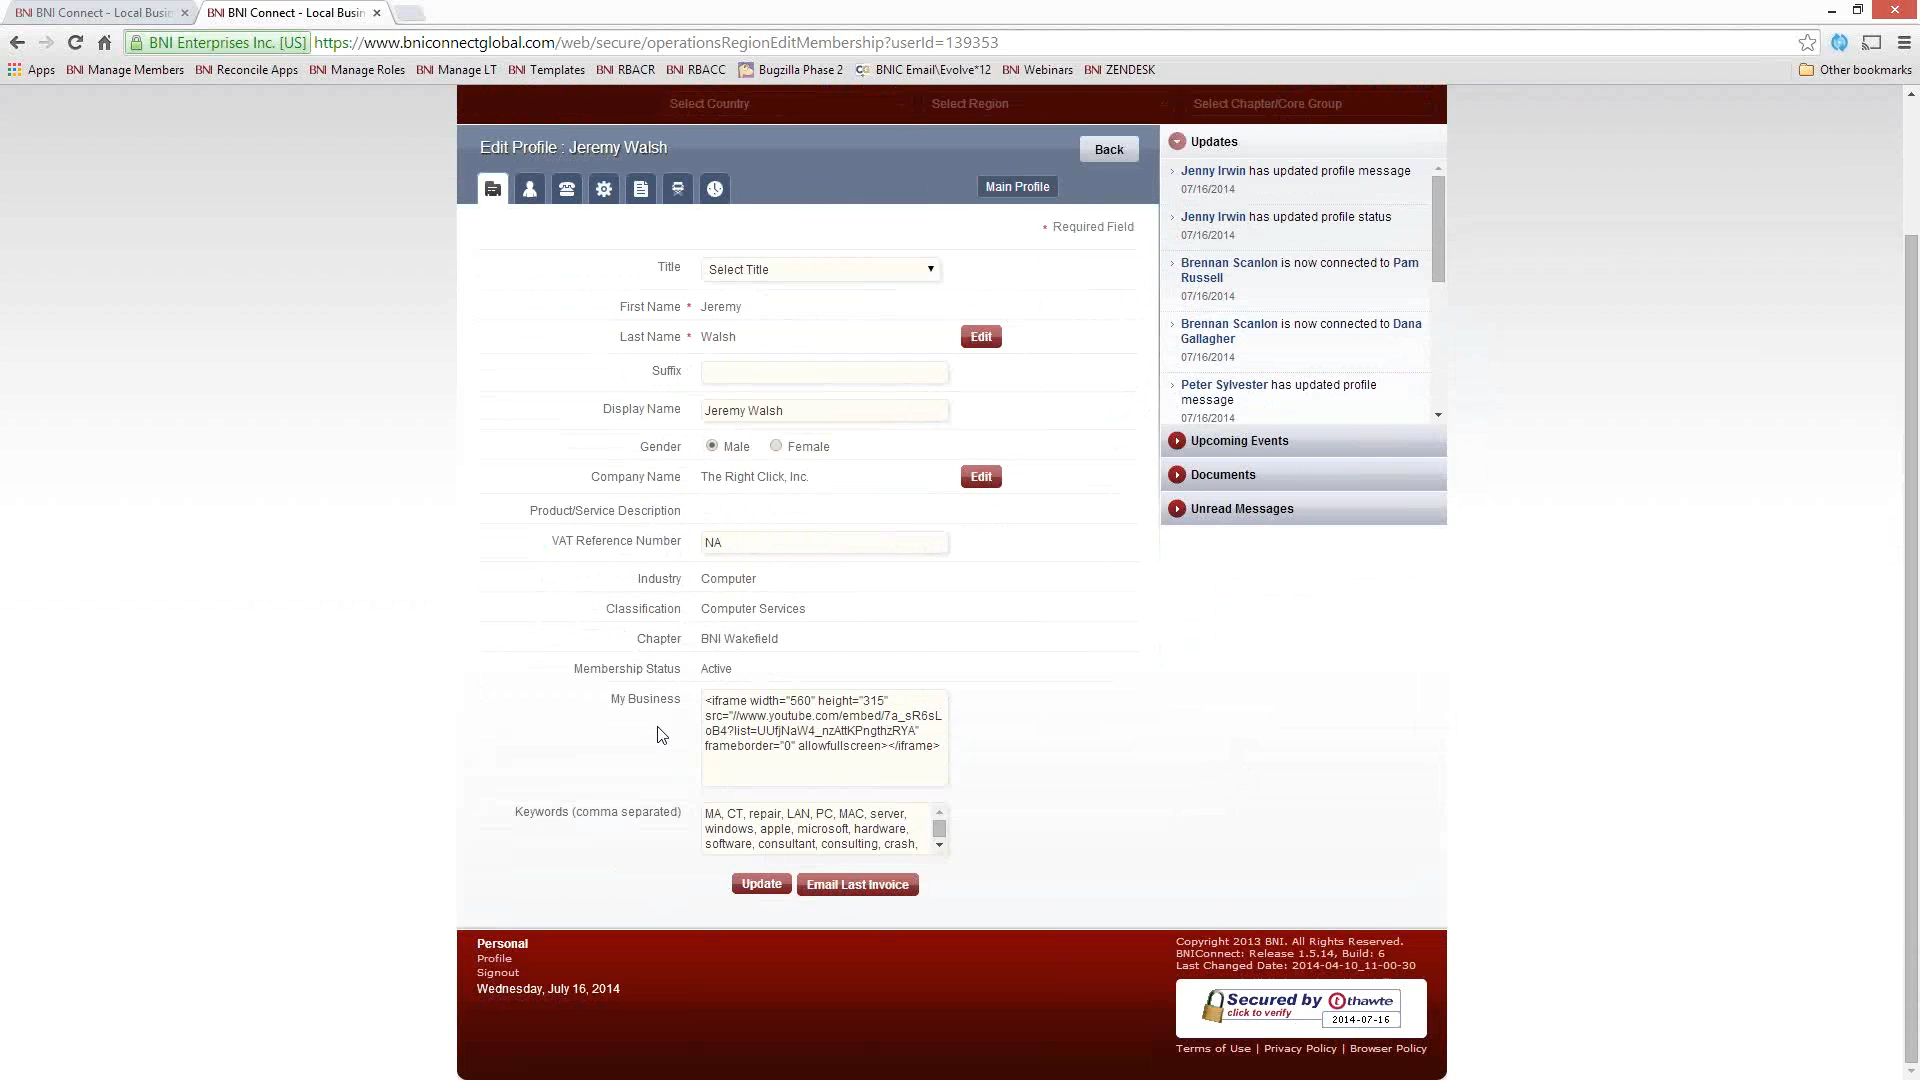 BNI BNI Connect - Local Busin
BNI BNI Connect - Local Busin
BNI Enterprises Inc. [US] https://www.bniconnectglobal.com/web/secure/operationsRegionEditMembership?userId=139353
Apps BNI Manage Members BNI Reconcile Apps BNI Manage Roles BNI Manage LT BNI Templates BNI RBACR BNI RBACC Bugzilla Phase 2 BNIC Email\Evolve*12 BNI Webinars BNI ZENDESK Other bookmarks
Select Country Select Region Select Chapter/Core Group
Edit Profile : Jeremy Walsh
Back
Main Profile
* Required Field
Title Select Title
First Name * Jeremy
Last Name * Walsh Edit
Suffix
Display Name Jeremy Walsh
Gender Male Female
Company Name The Right Click, Inc. Edit
Product/Service Description
VAT Reference Number NA
Industry Computer
Classification Computer Services
Chapter BNI Wakefield
Membership Status Active
My Business <iframe width="560" height="315"
src="//www.youtube.com/embed/7a_sR6sL
oB4?list=UUfjNaW4_nzAttKPngthzRYA"
frameborder="0" allowfullscreen></iframe>
Keywords (comma separated) MA, CT, repair, LAN, PC, MAC, server,
windows, apple, microsoft, hardware,
software, consultant, consulting, crash,
Update Email Last Invoice
Updates
Jenny Irwin has updated profile message
07/16/2014
Jenny Irwin has updated profile status
07/16/2014
Brennan Scanlon is now connected to Pam
Russell
07/16/2014
Brennan Scanlon is now connected to Dana
Gallagher
07/16/2014
Peter Sylvester has updated profile
message
07/16/2014
Upcoming Events
Documents
Unread Messages
Personal
Profile
Signout
Wednesday, July 16, 2014
Copyright 2013 BNI. All Rights Reserved.
BNIConnect: Release 1.5.14, Build: 6
Last Changed Date: 2014-04-10_11-00-30
Secured by thawte
click to verify
2014-07-16
Terms of Use | Privacy Policy | Browser Policy